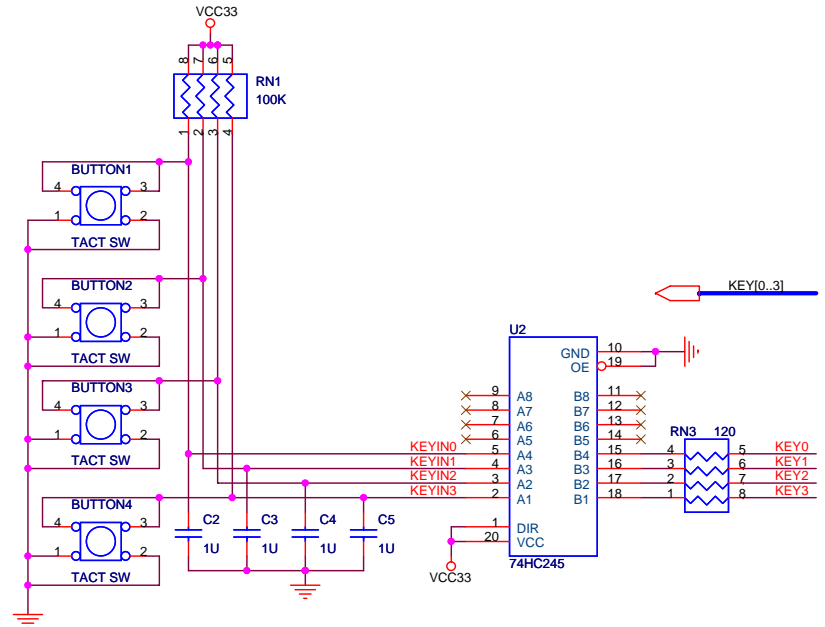 VCC33
8 7 6 5
RN1
100K
1 2 3 4
BUTTON1
4 3
1 2
TACT SW
BUTTON2
4 3
1 2
TACT SW
BUTTON3
4 3
1 2
TACT SW
BUTTON4
4 3
1 2
TACT SW
KEY[0..3]
U2
GND 10
OE 19
9 A8 B8 11
8 A7 B7 12
7 A6 B6 13
6 A5 B5 14
KEYIN0 5 A4 B4 15
KEYIN1 4 A3 B3 16
KEYIN2 3 A2 B2 17
KEYIN3 2 A1 B1 18
1 DIR
20 VCC
74HC245
VCC33
RN3 120
4 5 KEY0
3 6 KEY1
2 7 KEY2
1 8 KEY3
C2 C3 C4 C5
1U 1U 1U 1U